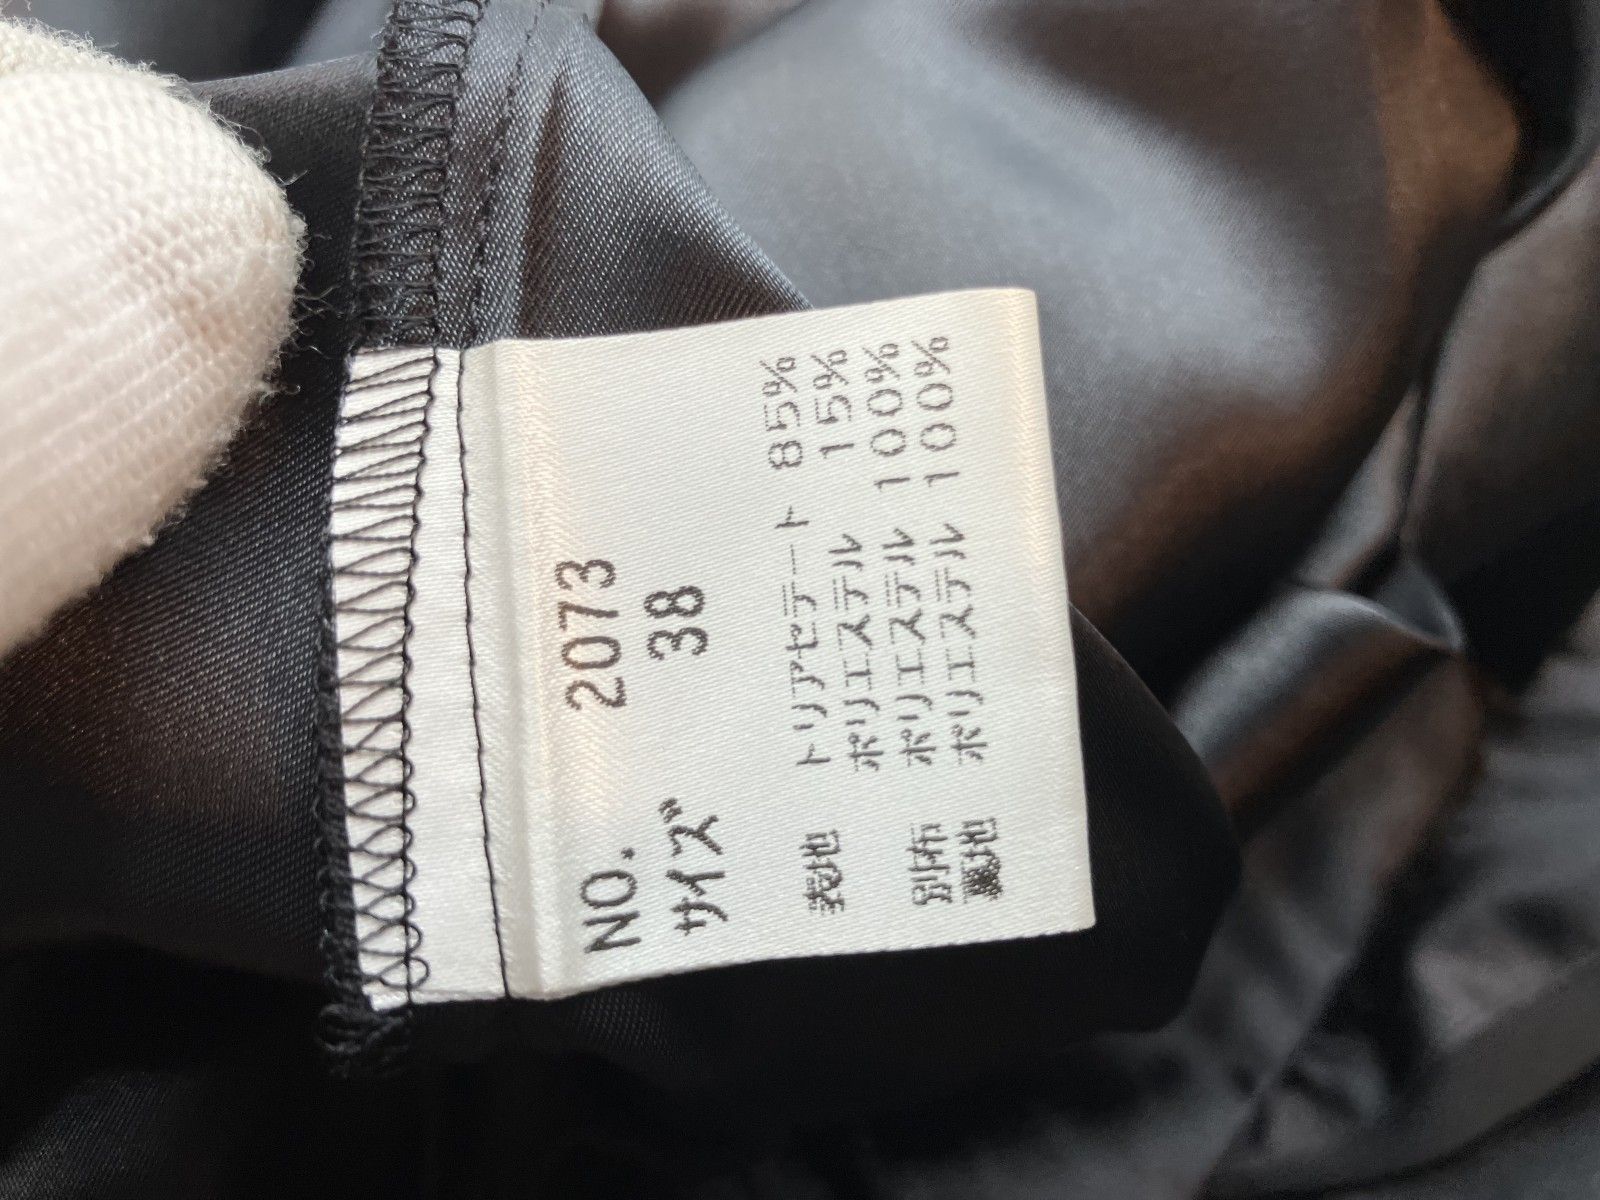 NO. 2073
サイズ 38
表地 トリアセテート 85%
ポリエステル 15%
別布 ポリエステル 100%
裏地 ポリエステル 100%